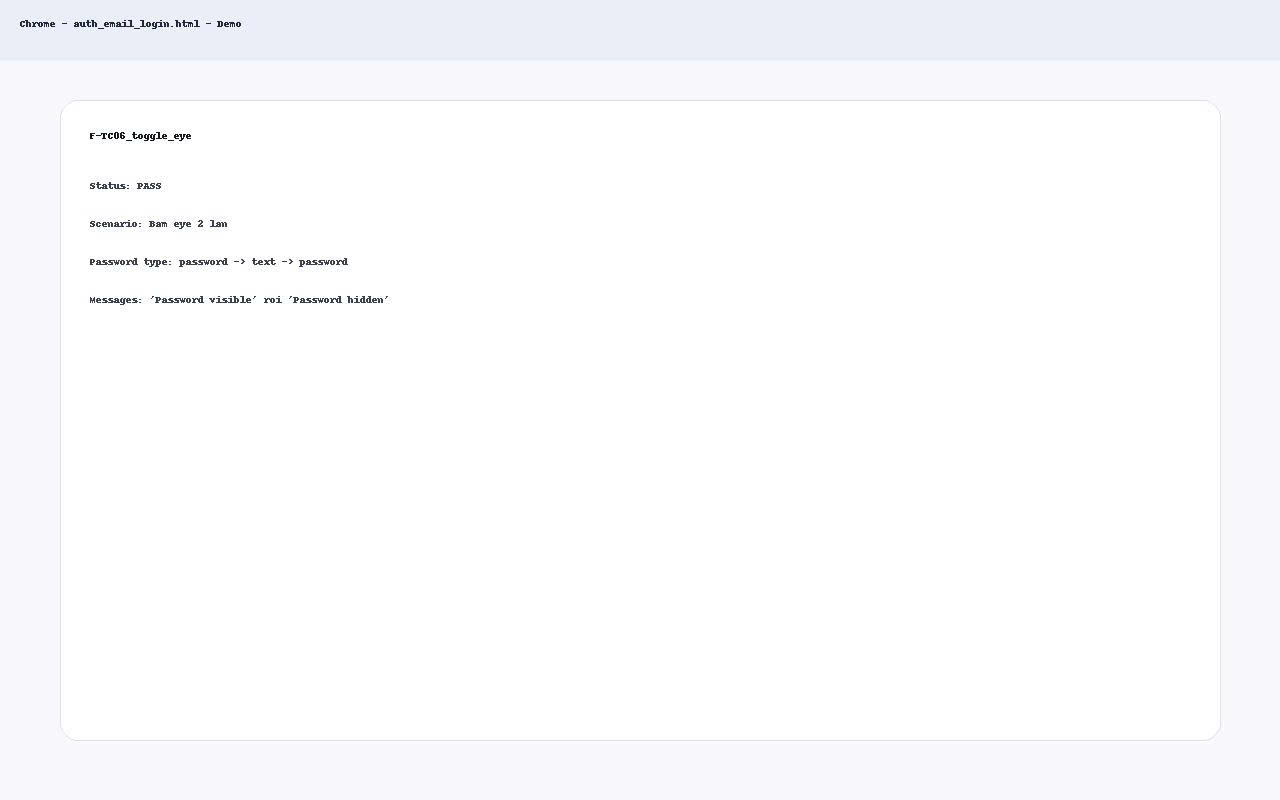 Chrome - auth_email_login.html - Demo
F-TC06_toggle_eye
Status: PASS
Scenario: Bam eye 2 lan
Password type: password -> text -> password
Messages: 'Password visible' roi 'Password hidden'